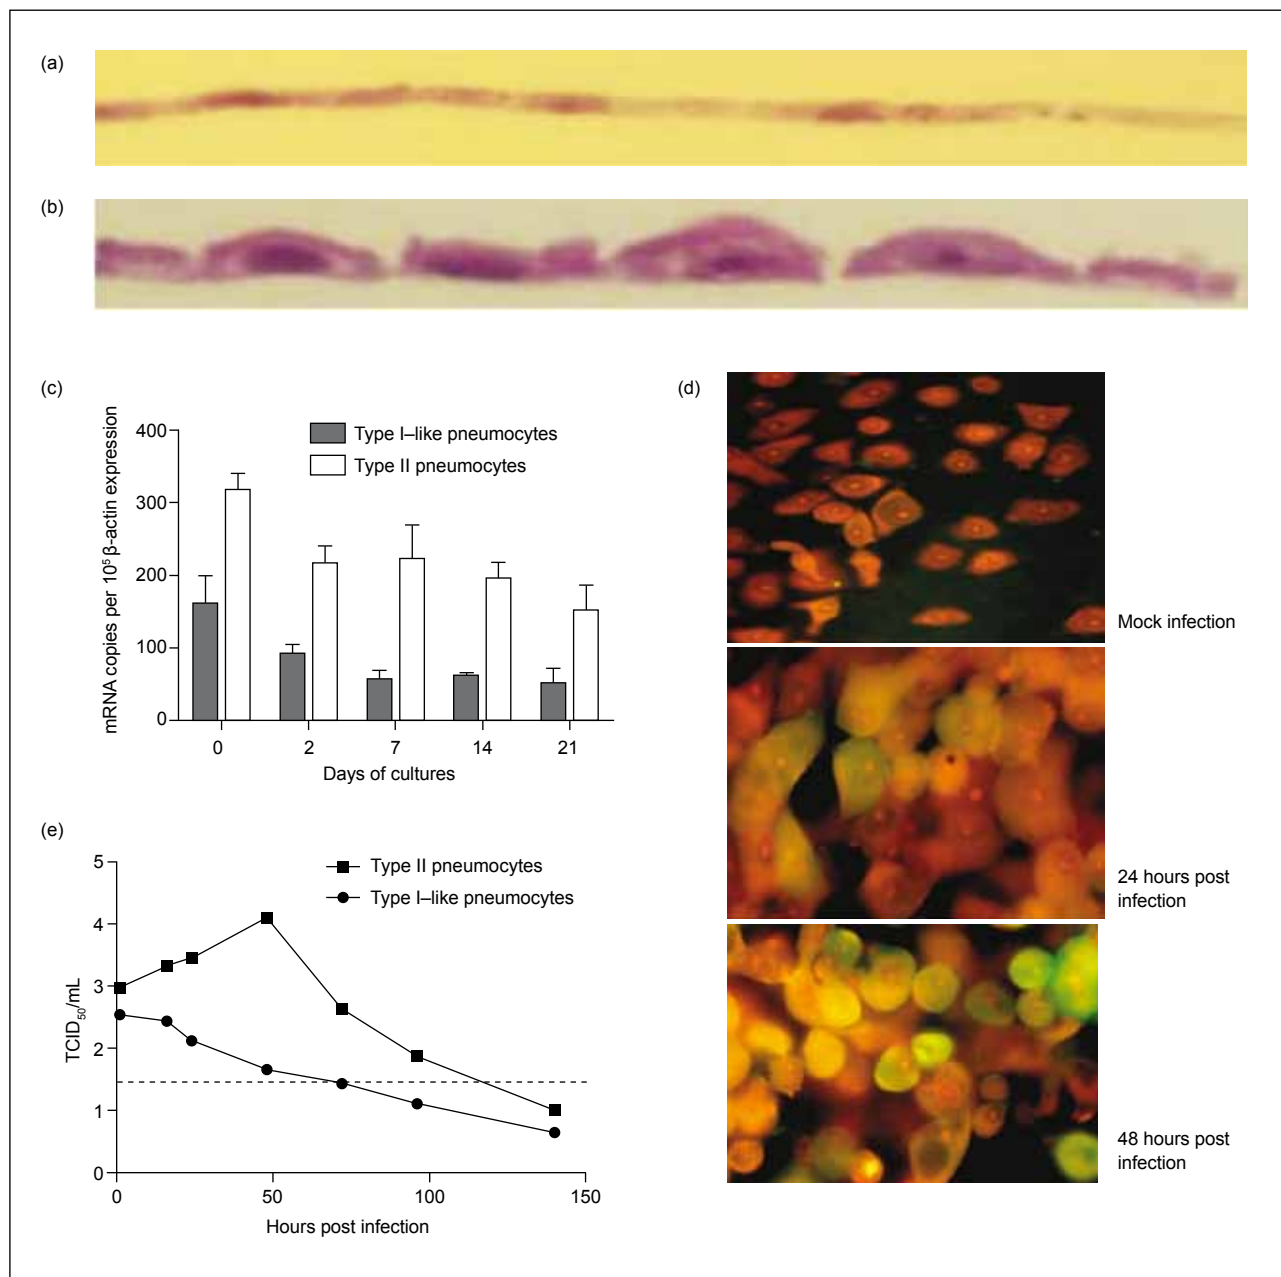 (a)
(b)
(c)
400
300
200
100
0
mRNA copies per 10⁵ β-actin expression
Type I–like pneumocytes
Type II pneumocytes
0 2 7 14 21
Days of cultures
(d)
Mock infection
24 hours post
infection
48 hours post
infection
(e)
5
4
3
2
1
0
TCID₅₀/mL
Type II pneumocytes
Type I–like pneumocytes
0 50 100 150
Hours post infection